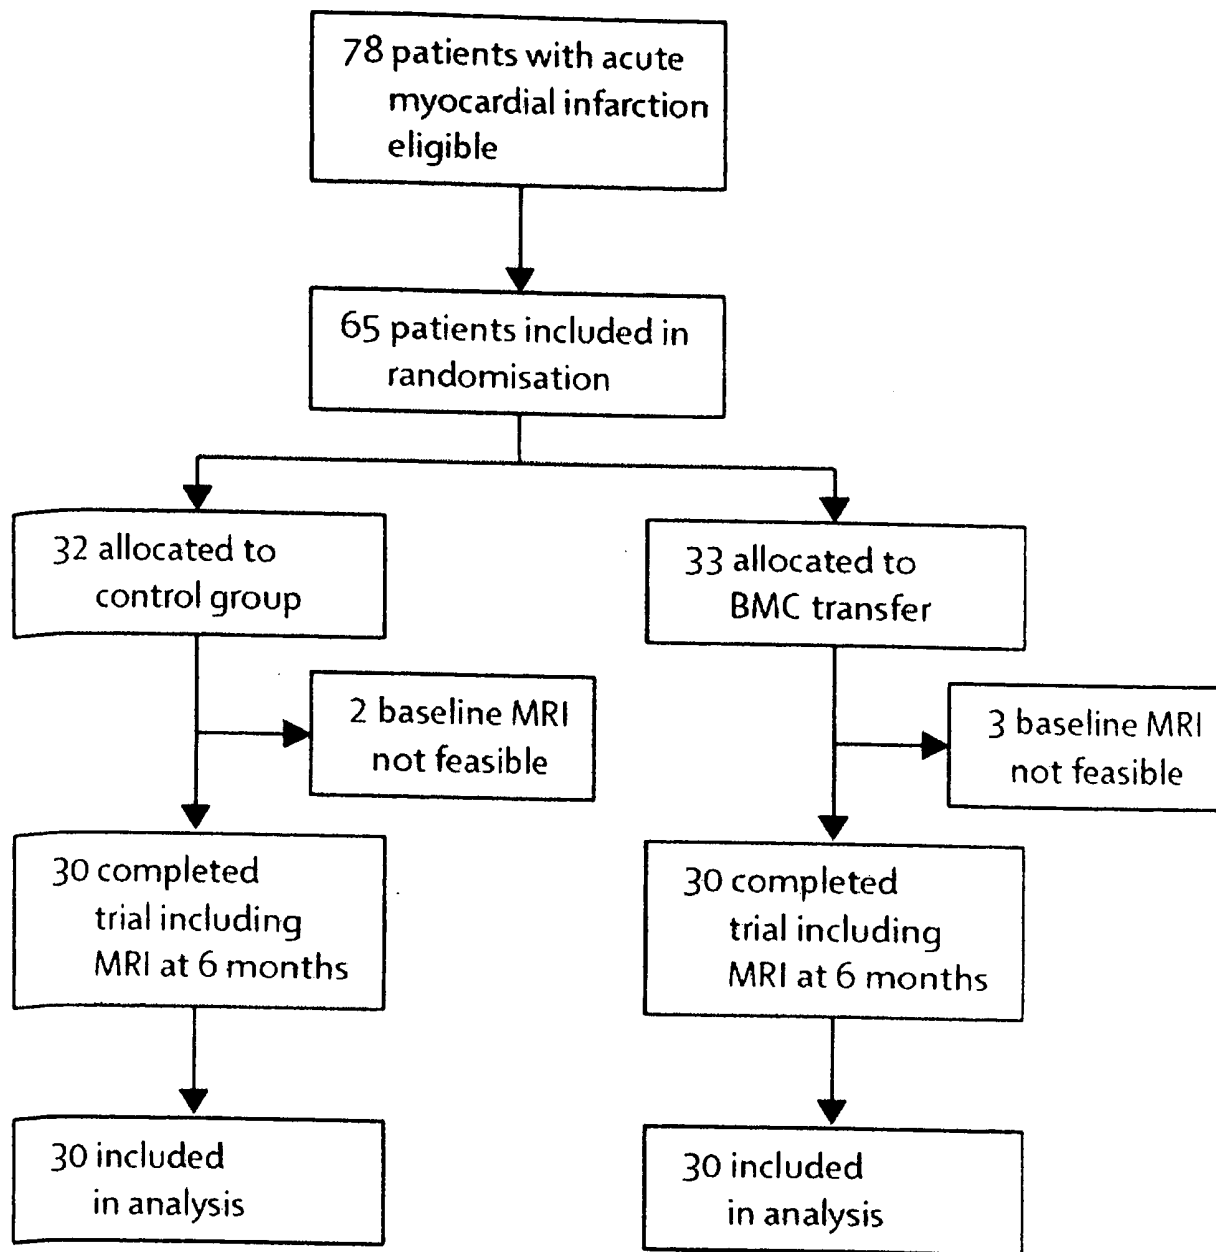 78 patients with acute
myocardial infarction
eligible
65 patients included in
randomisation
32 allocated to
control group
33 allocated to
BMC transfer
2 baseline MRI
not feasible
3 baseline MRI
not feasible
30 completed
trial including
MRI at 6 months
30 completed
trial including
MRI at 6 months
30 included
in analysis
30 included
in analysis